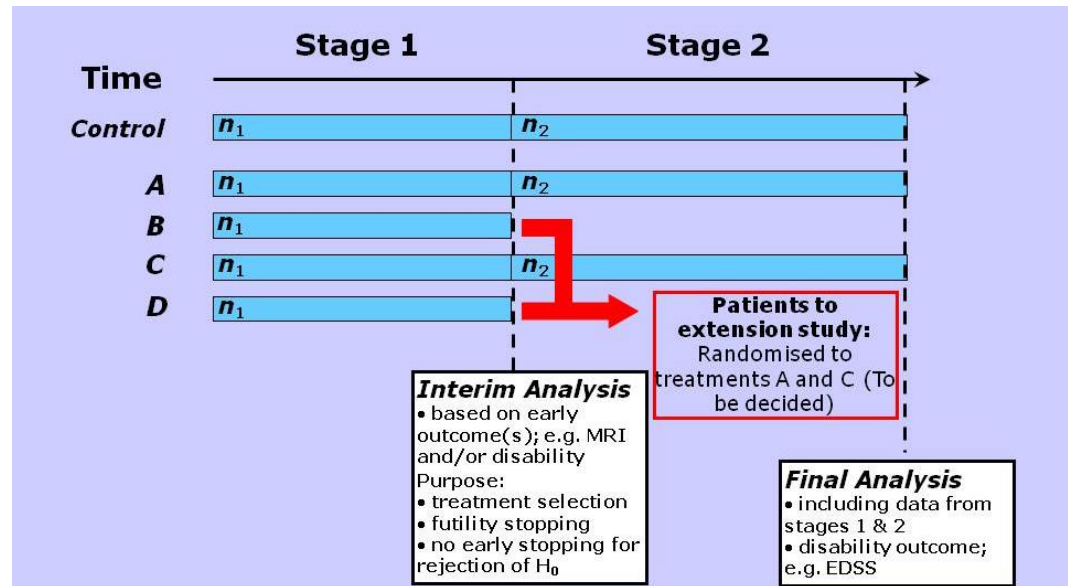 Stage 1 Stage 2
Time
Control n₁ n₂
A n₁ n₂
B n₁
C n₁ n₂
D n₁
Patients to
extension study:
Randomised to
treatments A and C (To
be decided)
Interim Analysis
• based on early
outcome(s); e.g. MRI
and/or disability
Purpose:
• treatment selection
• futility stopping
• no early stopping for
rejection of H₀
Final Analysis
• including data from
stages 1 & 2
• disability outcome;
e.g. EDSS